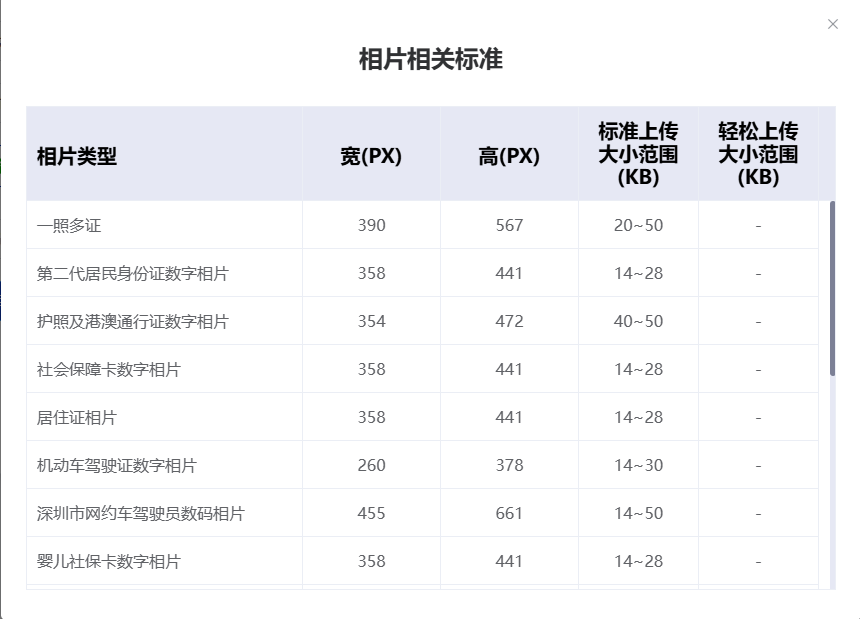 相片相关标准
相片类型 宽(PX) 高(PX) 标准上传大小范围(KB) 轻松上传大小范围(KB)
一照多证 390 567 20~50 -
第二代居民身份证数字相片 358 441 14~28 -
护照及港澳通行证数字相片 354 472 40~50 -
社会保障卡数字相片 358 441 14~28 -
居住证相片 358 441 14~28 -
机动车驾驶证数字相片 260 378 14~30 -
深圳市网约车驾驶员数码相片 455 661 14~50 -
婴儿社保卡数字相片 358 441 14~28 -